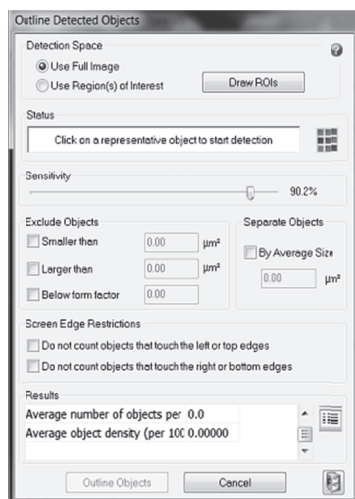 Outline Detected Objects
Detection Space
Use Full Image
Use Region(s) of Interest
Draw ROIs
Status
Click on a representative object to start detection
Sensitivity
90.2%
Exclude Objects
Separate Objects
Smaller than 0.00 µm²
By Average Size
Larger than 0.00 µm²
0.00 µm²
Below form factor 0.00
Screen Edge Restrictions
Do not count objects that touch the left or top edges
Do not count objects that touch the right or bottom edges
Results
Average number of objects per 0.0
Average object density (per 100 0.00000
Outline Objects
Cancel